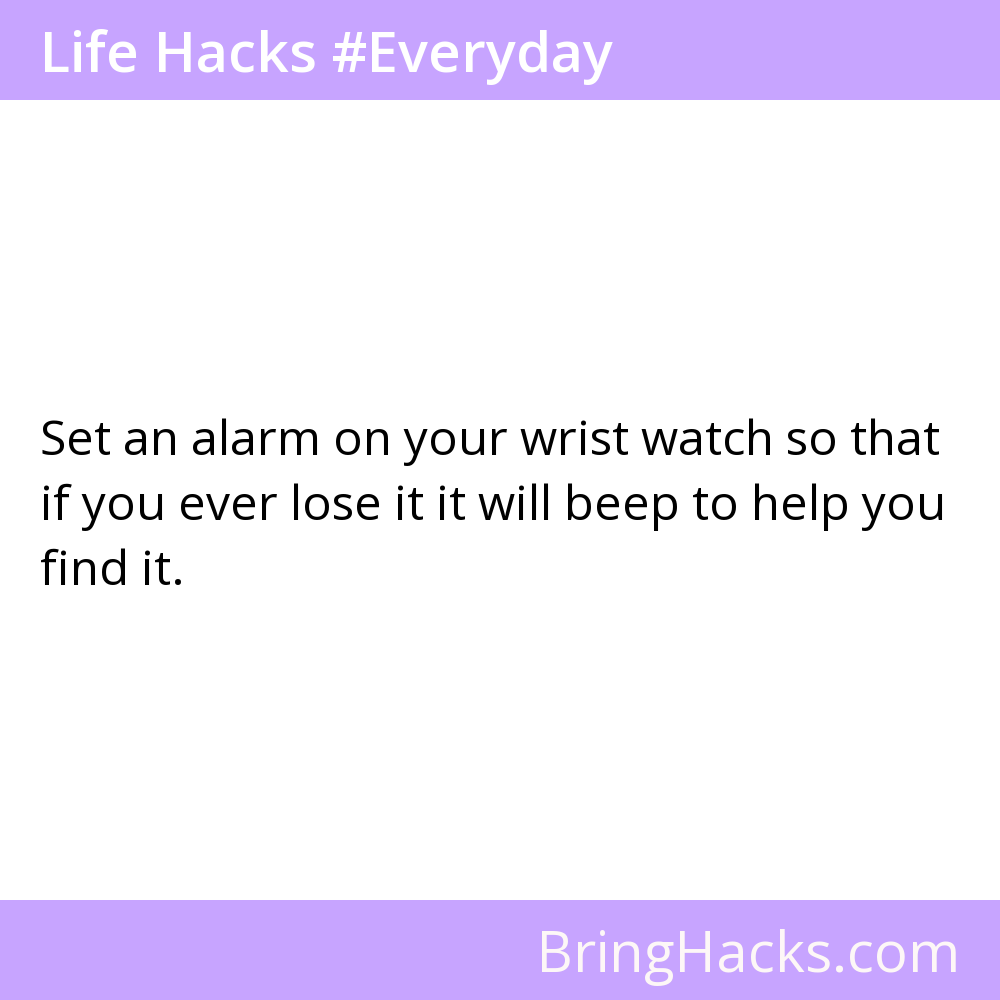 Life Hacks #Everyday
Set an alarm on your wrist watch so that
if you ever lose it it will beep to help you
find it.
BringHacks.com